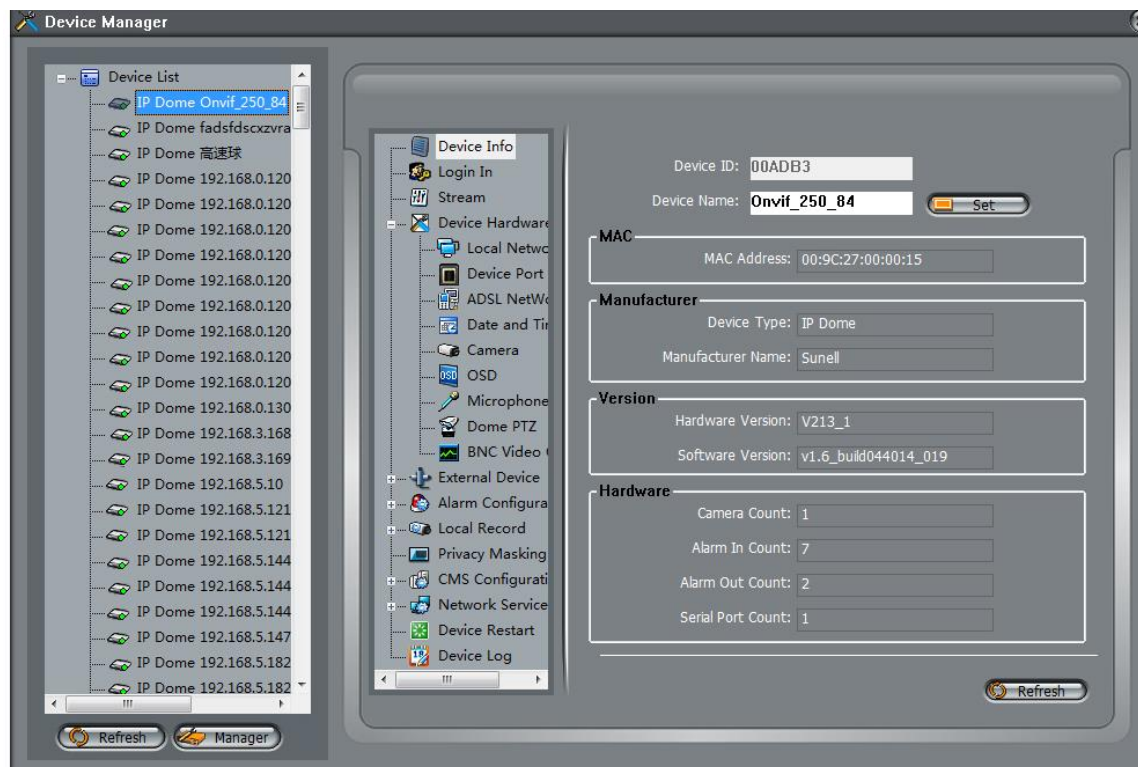 Device Manager
Device List
IP Dome Onvif_250_84
IP Dome fadsfdscxzvra
IP Dome 高速球
IP Dome 192.168.0.120
IP Dome 192.168.0.120
IP Dome 192.168.0.120
IP Dome 192.168.0.120
IP Dome 192.168.0.120
IP Dome 192.168.0.120
IP Dome 192.168.0.120
IP Dome 192.168.0.120
IP Dome 192.168.0.120
IP Dome 192.168.0.130
IP Dome 192.168.3.168
IP Dome 192.168.3.169
IP Dome 192.168.5.10
IP Dome 192.168.5.121
IP Dome 192.168.5.121
IP Dome 192.168.5.144
IP Dome 192.168.5.144
IP Dome 192.168.5.144
IP Dome 192.168.5.147
IP Dome 192.168.5.182
IP Dome 192.168.5.182
Refresh
Manager
Device Info
Login In
Stream
Device Hardware
Local Netwo
Device Port
ADSL NetWo
Date and Tir
Camera
OSD
Microphone
Dome PTZ
BNC Video
External Device
Alarm Configura
Local Record
Privacy Masking
CMS Configurati
Network Service
Device Restart
Device Log
Device ID: 00ADB3
Device Name: Onvif_250_84
Set
MAC
MAC Address: 00:9C:27:00:00:15
Manufacturer
Device Type: IP Dome
Manufacturer Name: Sunell
Version
Hardware Version: V213_1
Software Version: v1.6_build044014_019
Hardware
Camera Count: 1
Alarm In Count: 7
Alarm Out Count: 2
Serial Port Count: 1
Refresh